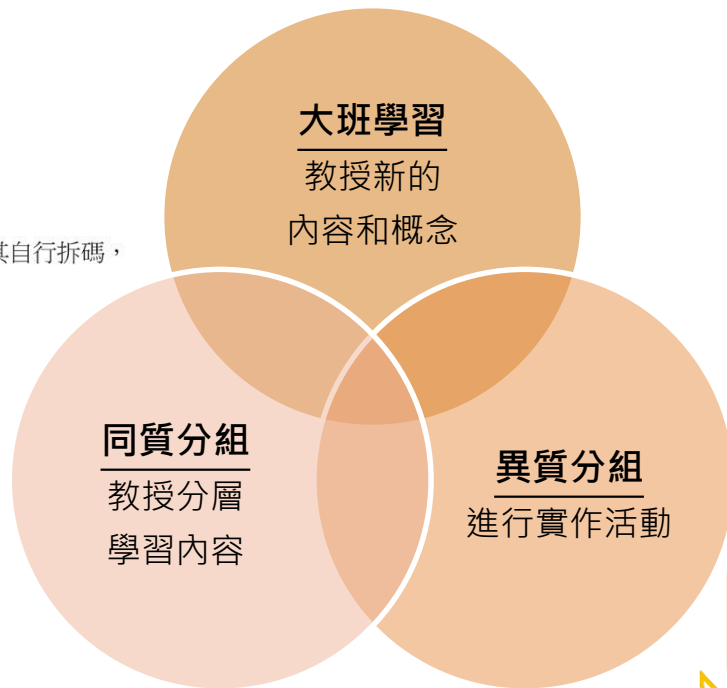 大班學習
教授新的
內容和概念
其自行拆碼，
同質分組
教授分層
學習內容
異質分組
進行實作活動